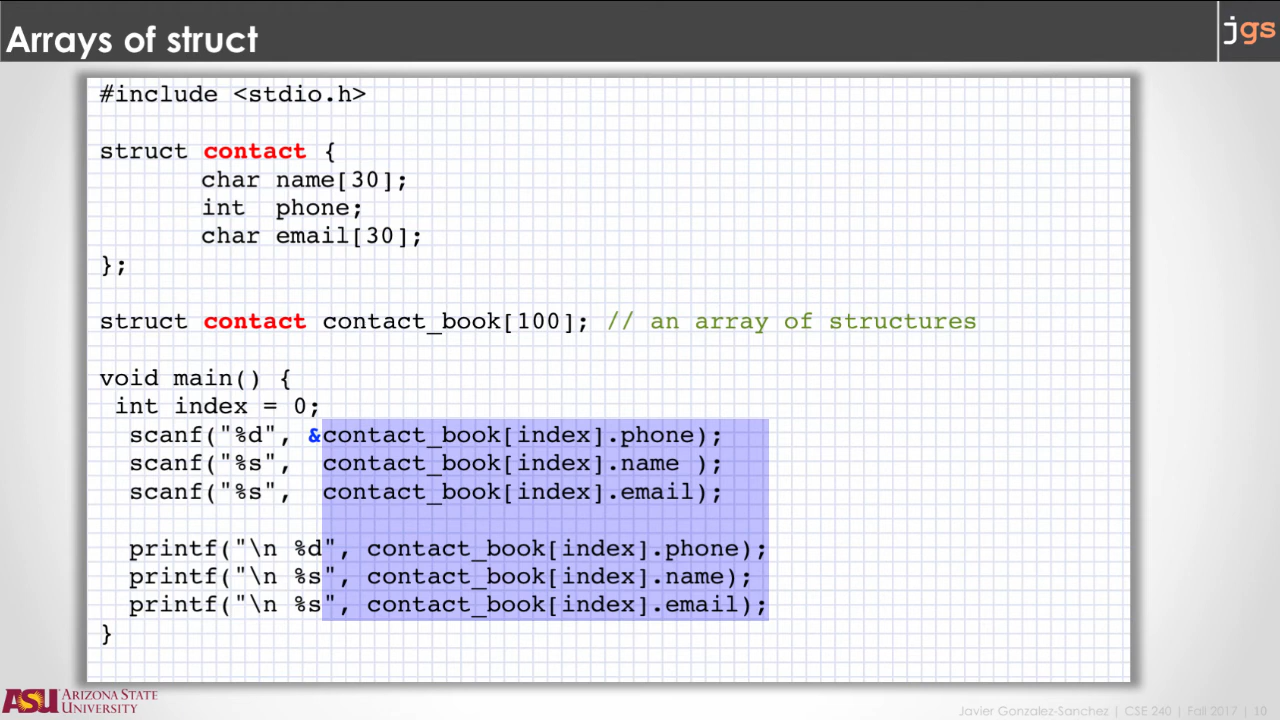 Arrays of struct
jgs
#include <stdio.h>
struct contact {
char name[30];
int  phone;
char email[30];
};
struct contact contact_book[100]; // an array of structures
void main() {
int index = 0;
scanf("%d", &contact_book[index].phone);
scanf("%s",  contact_book[index].name );
scanf("%s",  contact_book[index].email);
printf("\n %d", contact_book[index].phone);
printf("\n %s", contact_book[index].name);
printf("\n %s", contact_book[index].email);
}
ASU ARIZONA STATE
UNIVERSITY
Javier Gonzalez-Sanchez | CSE 240 | Fall 2017 | 10